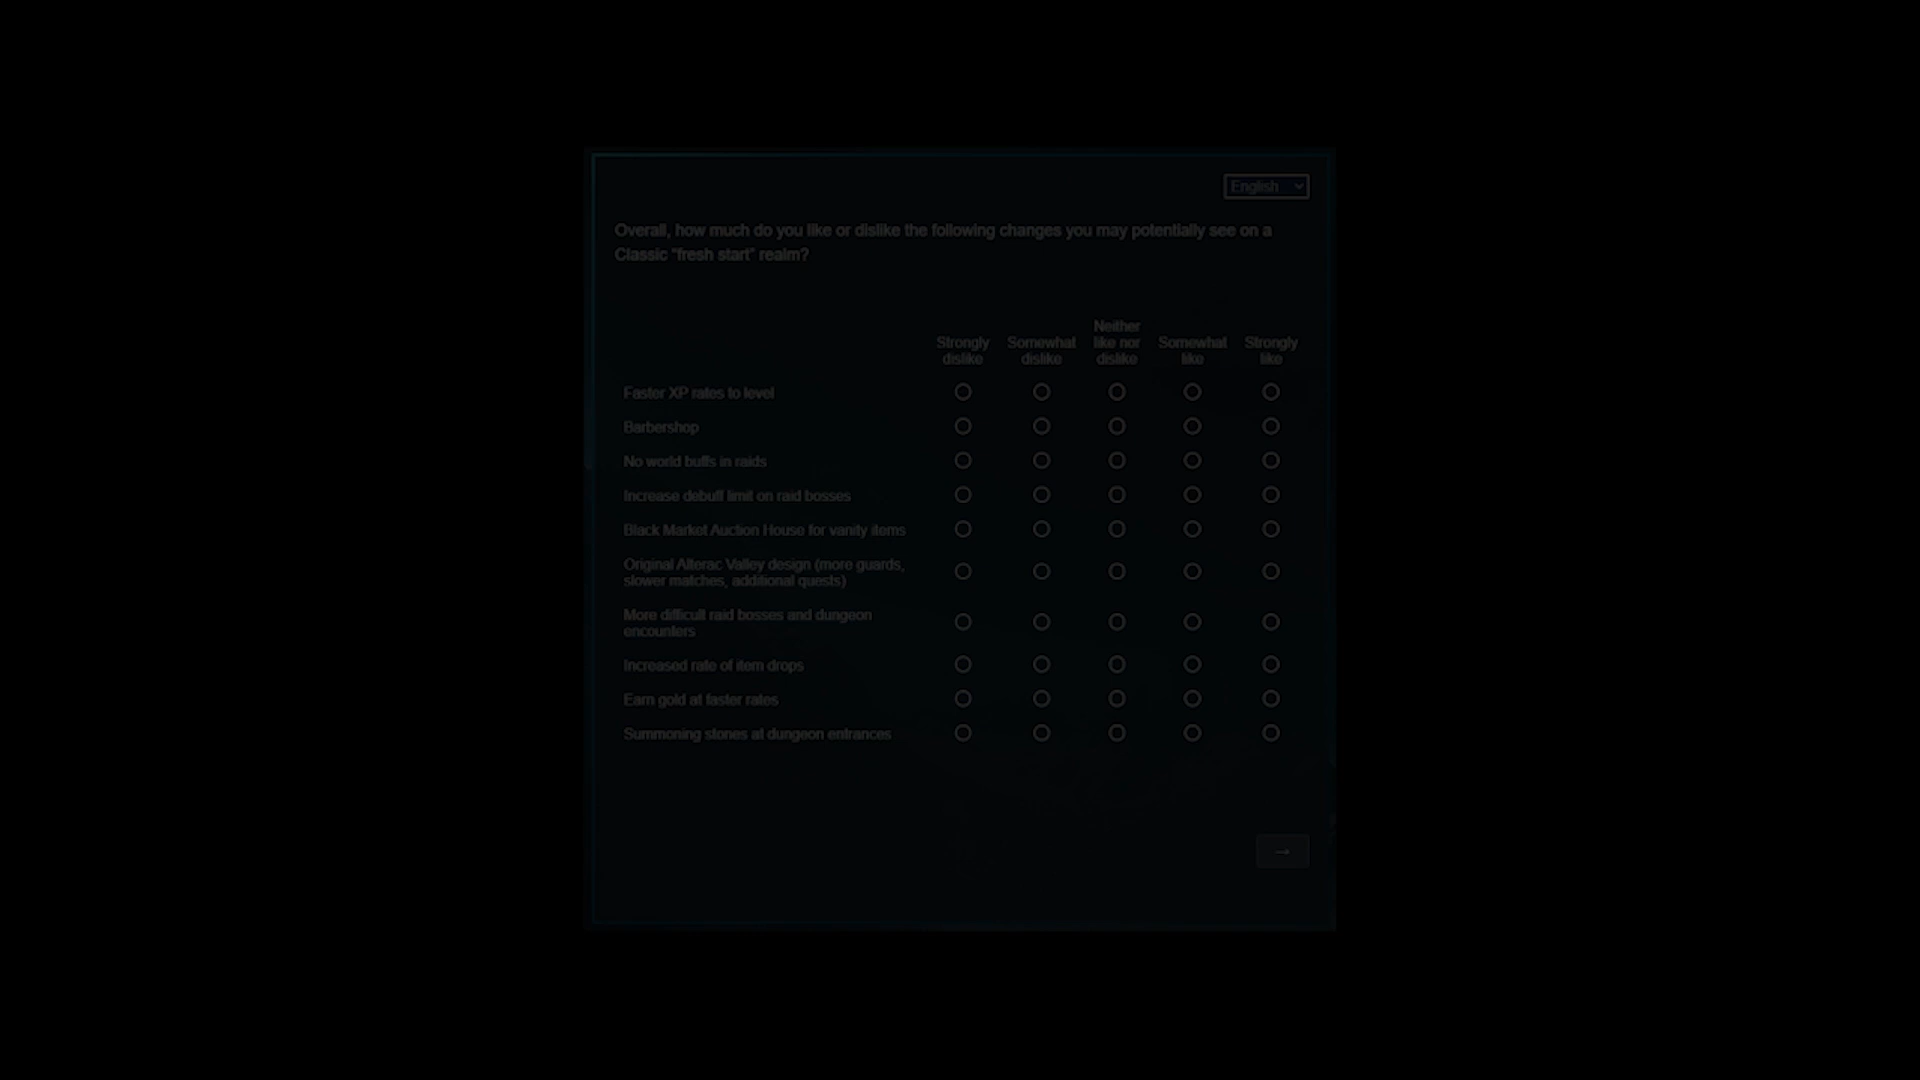 English
Overall, how much do you like or dislike the following changes you may potentially see on a
Classic "fresh start" realm?
Strongly dislike
Somewhat dislike
Neither like nor dislike
Somewhat like
Strongly like
Faster XP rates to level
Barbershop
No world buffs in raids
Increase debuff limit on raid bosses
Black Market Auction House for vanity items
Original Alterac Valley design (more guards,
slower matches, additional quests)
More difficult raid bosses and dungeon
encounters
Increased rate of item drops
Earn gold at faster rates
Summoning stones at dungeon entrances
→